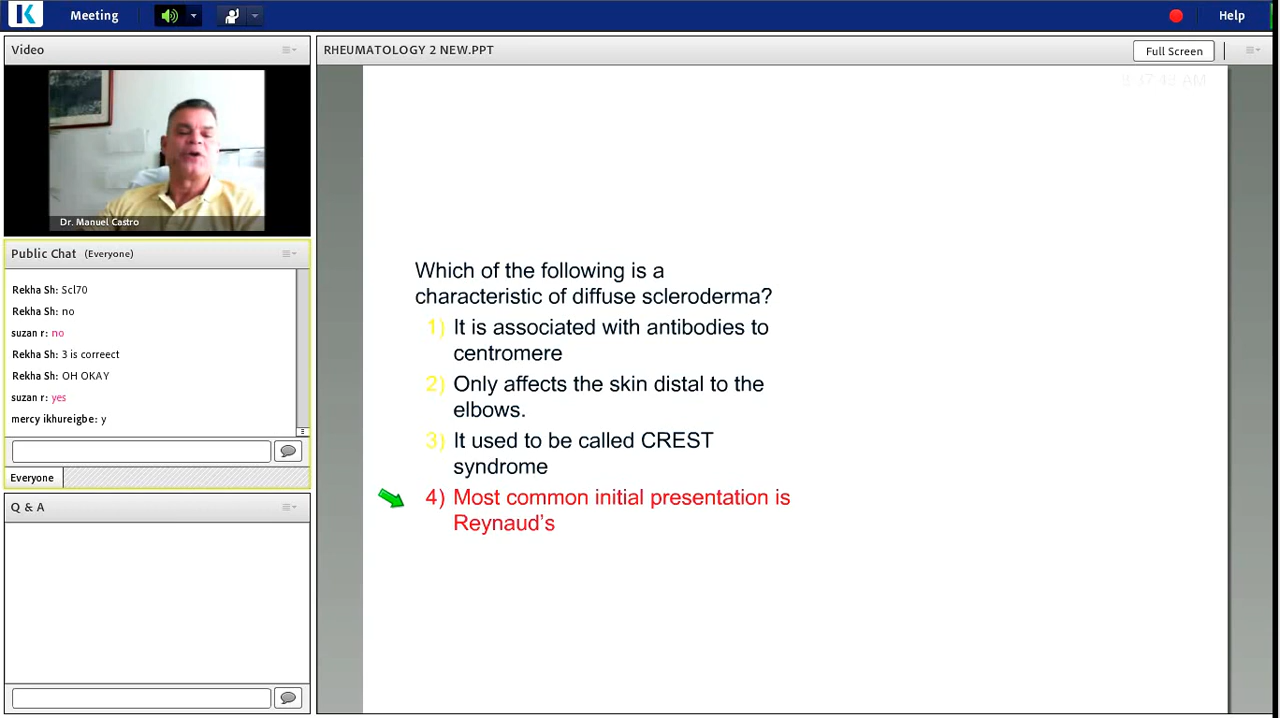 K Meeting Help
Video
Dr. Manuel Castro
Public Chat (Everyone)
Rekha Sh: Scl70
Rekha Sh: no
suzan r: no
Rekha Sh: 3 is correect
Rekha Sh: OH OKAY
suzan r: yes
mercy ikhureigbe: y
Everyone
Q & A
RHEUMATOLOGY 2 NEW.PPT
Full Screen
8:37:48 AM
Which of the following is a
characteristic of diffuse scleroderma?
1) It is associated with antibodies to
centromere
2) Only affects the skin distal to the
elbows.
3) It used to be called CREST
syndrome
4) Most common initial presentation is
Reynaud's